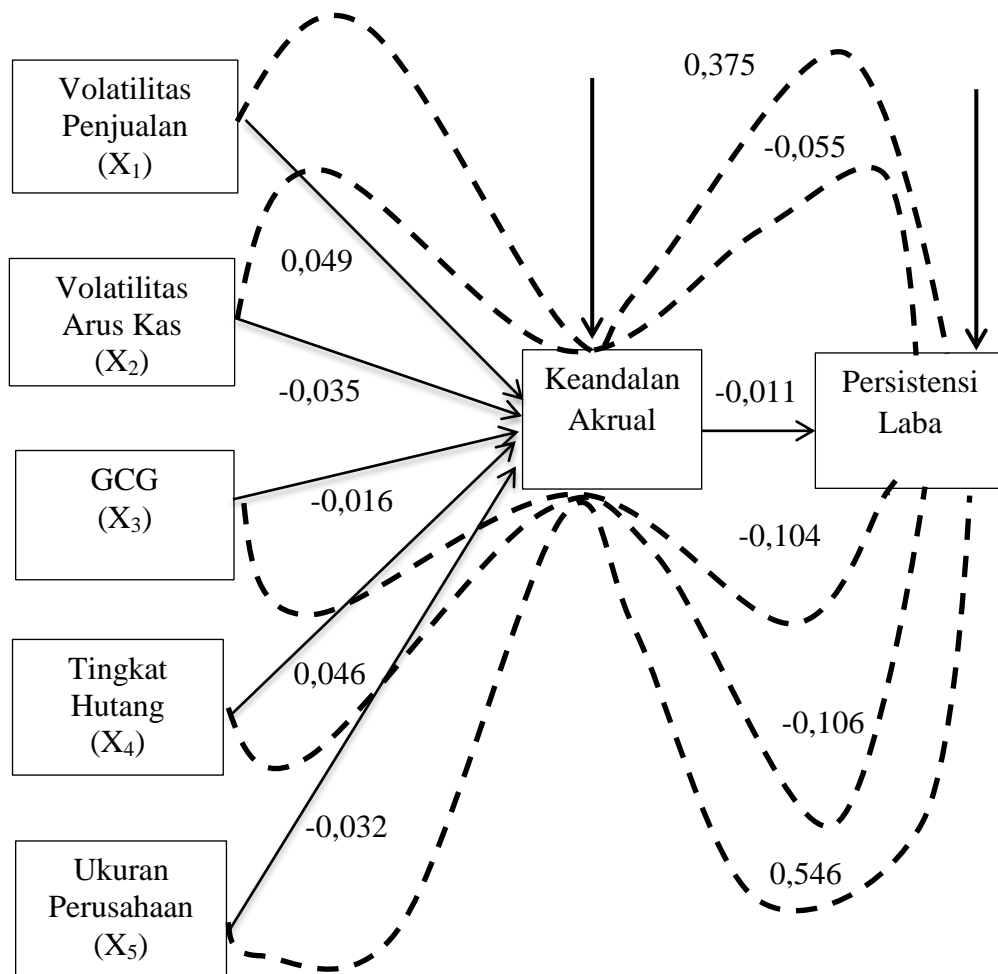 Volatilitas
Penjualan
(X₁)
0,375
-0,055
0,049
Volatilitas
Arus Kas
(X₂)
-0,035
Keandalan
Akrual
-0,011
Persistensi
Laba
GCG
(X₃)
-0,016
-0,104
Tingkat
Hutang
(X₄)
0,046
-0,106
-0,032
Ukuran
Perusahaan
(X₅)
0,546